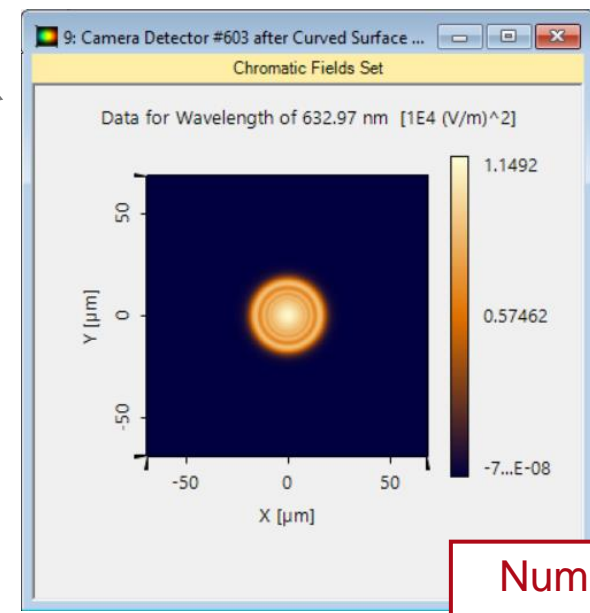 9: Camera Detector #603 after Curved Surface ...
Chromatic Fields Set
Data for Wavelength of 632.97 nm [1E4 (V/m)^2]
1.1492
0.57462
-7...E-08
Y [µm]
50
0
-50
-50 0 50
X [µm]
Num